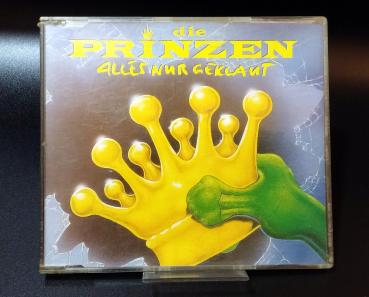 die
PRINZEN
ALLES NUR GEKLAUT